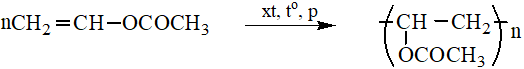 nCH₂=CH–OCOCH₃ xt, t°, p (CH–CH₂)n
OCOCH₃